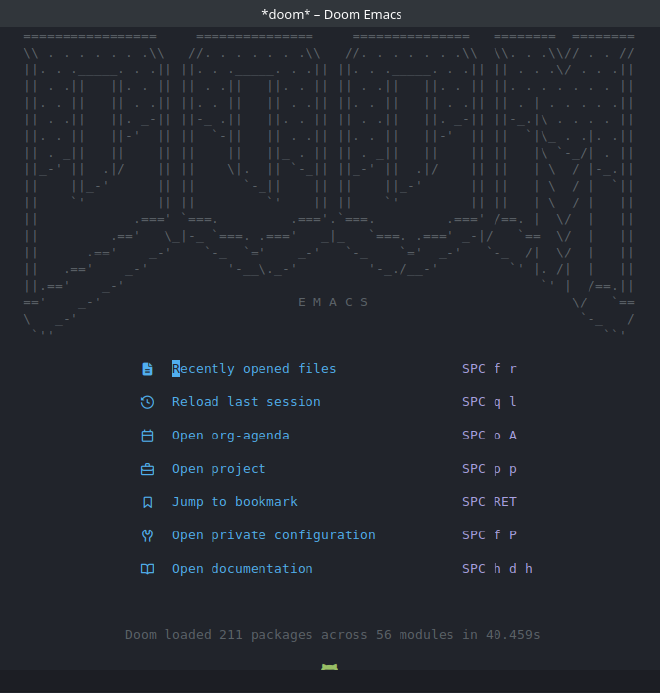 *doom* – Doom Emacs
E M A C S
Recently opened files SPC f r
Reload last session SPC q l
Open org-agenda SPC o A
Open project SPC p p
Jump to bookmark SPC RET
Open private configuration SPC f P
Open documentation SPC h d h
Doom loaded 211 packages across 56 modules in 40.459s